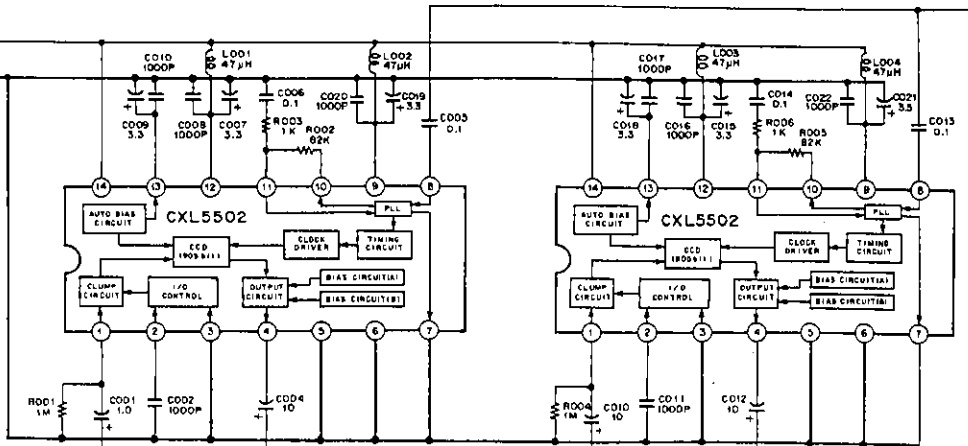 C010
1000P
L001
47μH
L002
47μH
C006
0.1
C020
1000P
C019
3.3
C005
0.1
C009
3.3
C008
1000P
C007
3.3
R003
1K
R002
82K
C017
1000P
L003
47μH
L004
47μH
C014
0.1
C022
1000P
C021
3.3
C013
0.1
C018
3.3
C016
1000P
C015
3.3
R006
1K
R005
82K
14
13
12
11
10
9
8
CXL5502
AUTO BIAS
CIRCUIT
PLL
CCD
CLOCK
DRIVER
TIMING
CIRCUIT
CLUMP
CIRCUIT
I/O
CONTROL
OUTPUT
CIRCUIT
BIAS CIRCUIT(A)
BIAS CIRCUIT(B)
1
2
3
4
5
6
7
R001
1M
C001
1.0
C002
1000P
C004
10
14
13
12
11
10
9
8
CXL5502
AUTO BIAS
CIRCUIT
PLL
CCD
CLOCK
DRIVER
TIMING
CIRCUIT
CLUMP
CIRCUIT
I/O
CONTROL
OUTPUT
CIRCUIT
BIAS CIRCUIT(A)
BIAS CIRCUIT(B)
1
2
3
4
5
6
7
R004
1M
C010
10
C011
1000P
C012
10